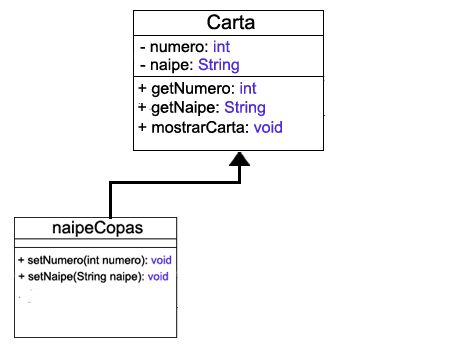 Carta
- numero: int
- naipe: String
+ getNumero: int
+ getNaipe: String
+ mostrarCarta: void
naipeCopas
+ setNumero(int numero): void
+ setNaipe(String naipe): void